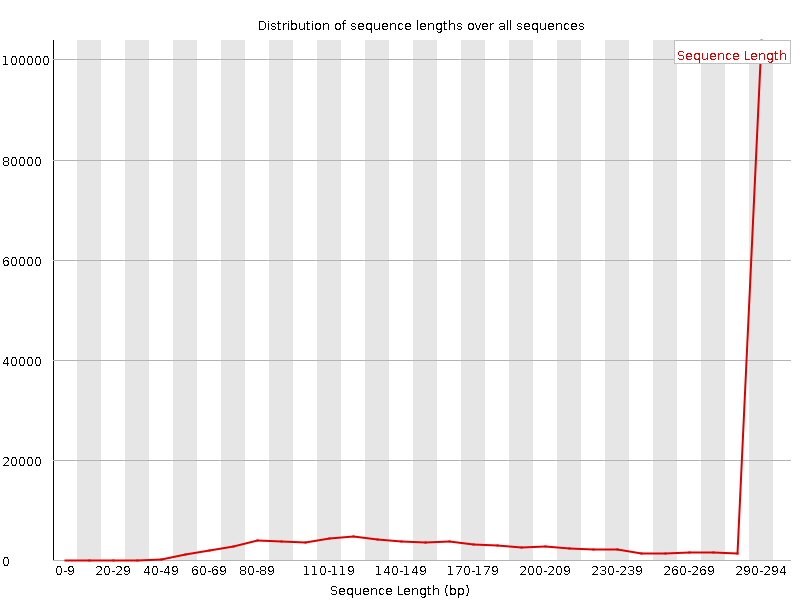 Distribution of sequence lengths over all sequences
Sequence Length
100000
80000
60000
40000
20000
0
0-9 20-29 40-49 60-69 80-89 110-119 140-149 170-179 200-209 230-239 260-269 290-294
Sequence Length (bp)